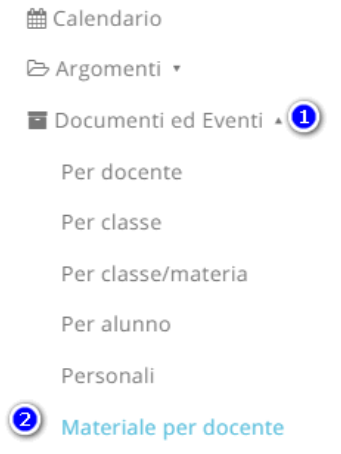 Calendario
Argomenti
Documenti ed Eventi 1
Per docente
Per classe
Per classe/materia
Per alunno
Personali
2 Materiale per docente